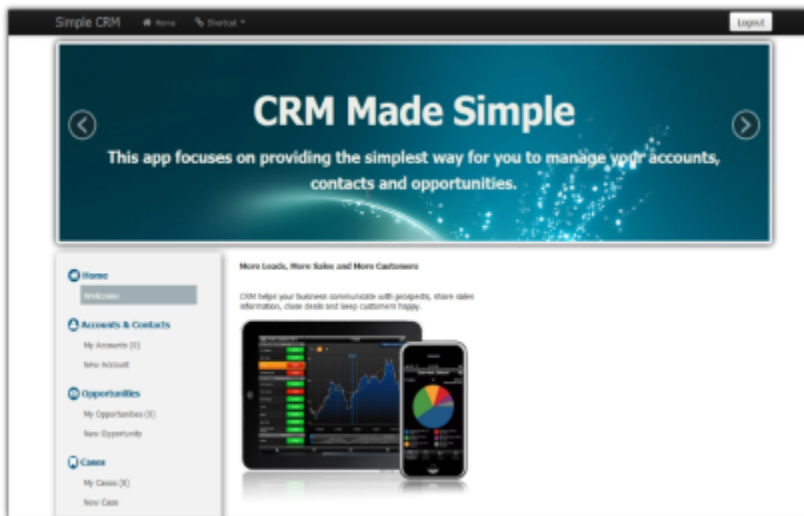 Simple CRM Home Shortcut Logout
CRM Made Simple
This app focuses on providing the simplest way for you to manage your accounts,
contacts and opportunities.
Home
Welcome
Accounts & Contacts
My Accounts (0)
New Account
Opportunities
My Opportunities (0)
New Opportunity
Cases
My Cases (0)
New Case
More Leads, More Sales and More Customers
CRM helps your business communicate with prospects, share sales
information, close deals and keep customers happy.